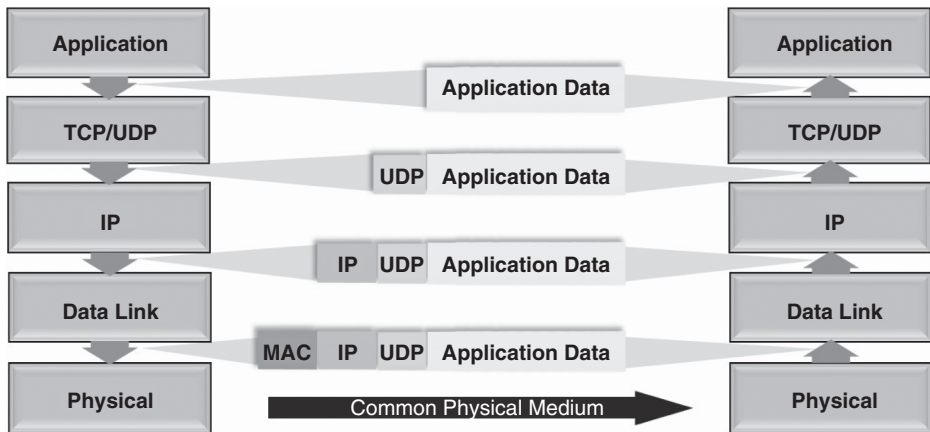 Application
Application
Application Data
TCP/UDP
TCP/UDP
UDP Application Data
IP
IP
IP UDP Application Data
Data Link
Data Link
MAC IP UDP Application Data
Physical
Common Physical Medium
Physical